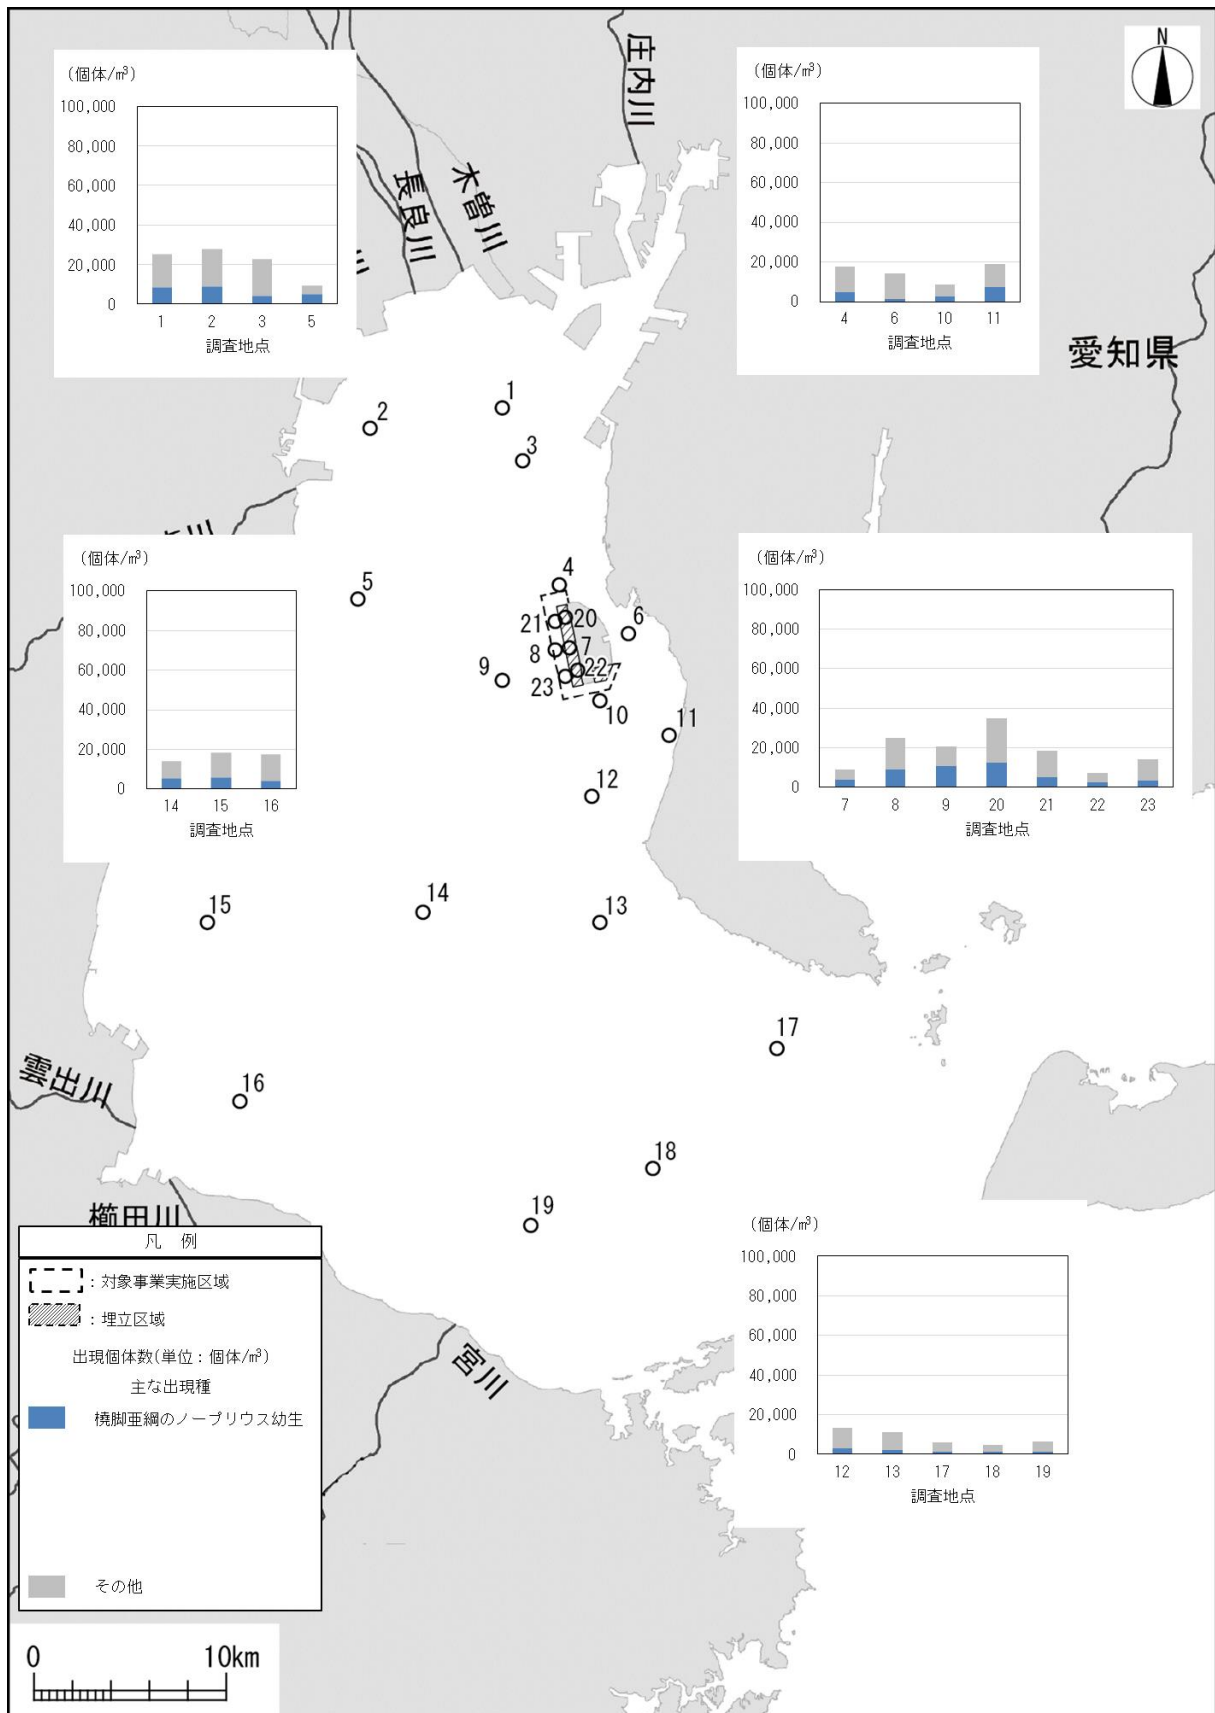 N
庄内川
木曽川
長良川
川
愛知県
（個体/㎥）
100,000
80,000
60,000
40,000
20,000
0
1 2 3 5
調査地点
（個体/㎥）
100,000
80,000
60,000
40,000
20,000
0
4 6 10 11
調査地点
1
2
3
4
5
6
20
21
7
8
9
22
23
10
11
12
13
14
15
16
17
18
19
川
（個体/㎥）
100,000
80,000
60,000
40,000
20,000
0
14 15 16
調査地点
（個体/㎥）
100,000
80,000
60,000
40,000
20,000
0
7 8 9 20 21 22 23
調査地点
雲出川
櫛田川
宮川
（個体/㎥）
100,000
80,000
60,000
40,000
20,000
0
12 13 17 18 19
調査地点
凡 例
：対象事業実施区域
：埋立区域
出現個体数(単位：個体/㎥)
主な出現種
橈脚亜綱のノープリウス幼生
その他
0 10km